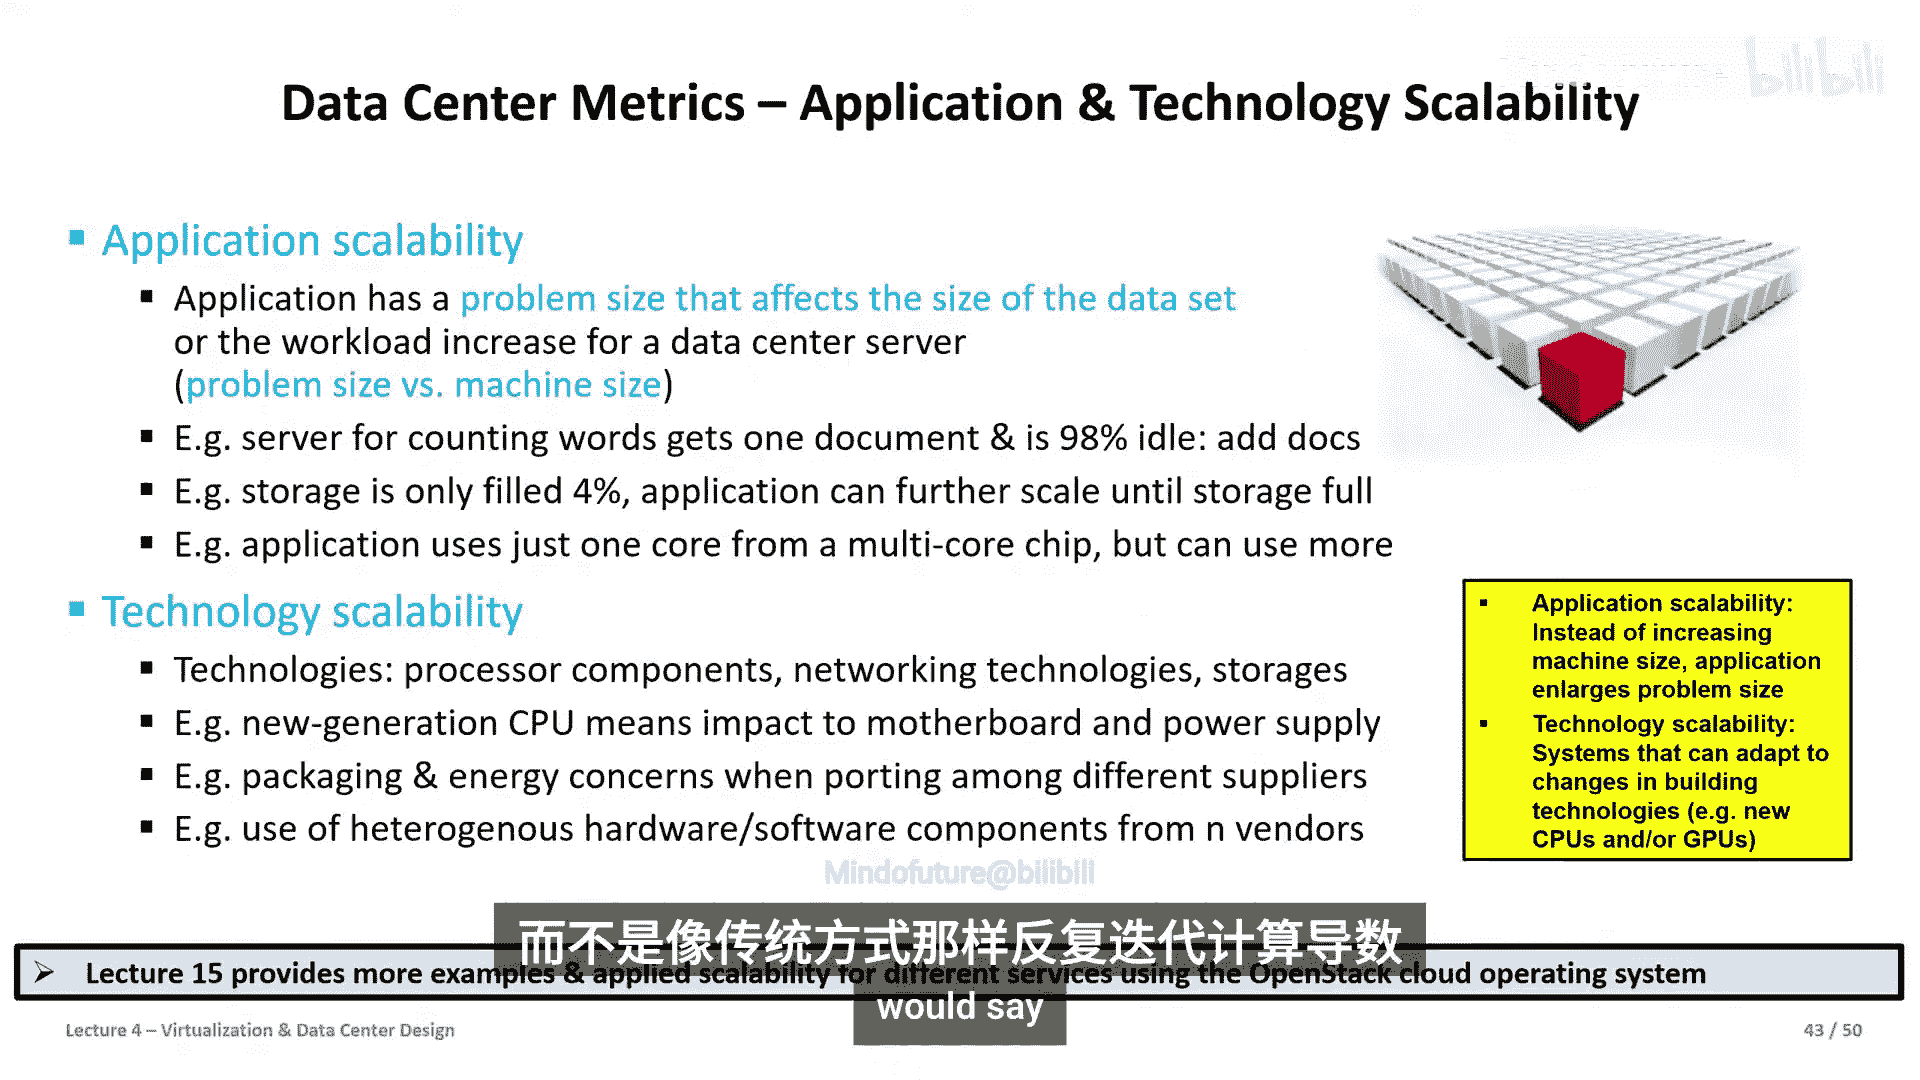 bilibili
Data Center Metrics – Application & Technology Scalability
▪ Application scalability
▪ Application has a problem size that affects the size of the data set
or the workload increase for a data center server
(problem size vs. machine size)
▪ E.g. server for counting words gets one document & is 98% idle: add docs
▪ E.g. storage is only filled 4%, application can further scale until storage full
▪ E.g. application uses just one core from a multi-core chip, but can use more
▪ Technology scalability
▪ Technologies: processor components, networking technologies, storages
▪ E.g. new-generation CPU means impact to motherboard and power supply
▪ E.g. packaging & energy concerns when porting among different suppliers
▪ E.g. use of heterogenous hardware/software components from n vendors
▪ Application scalability:
Instead of increasing
machine size, application
enlarges problem size
▪ Technology scalability:
Systems that can adapt to
changes in building
technologies (e.g. new
CPUs and/or GPUs)
Mindofuture@bilibili
而不是像传统方式那样反复迭代计算导数
➢ Lecture 15 provides more examples & applied scalability for different services using the OpenStack cloud operating system
would say
Lecture 4 – Virtualization & Data Center Design
43 / 50